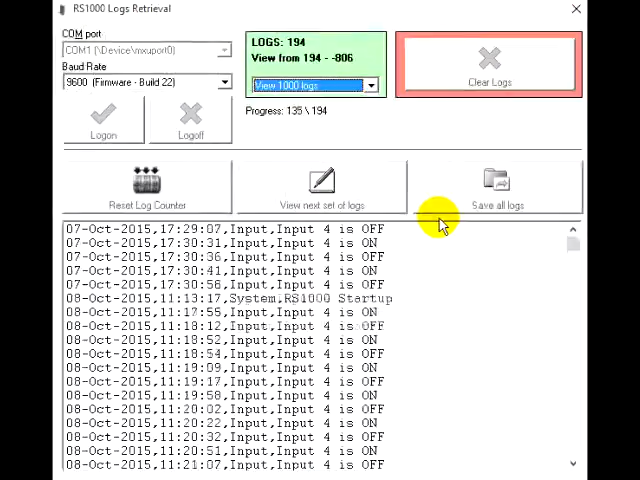 RS1000 Logs Retrieval
COM port
COM1 (\Device\mxuport0)
Baud Rate
9600 (Firmware - Build 22)
Logon
Logoff
LOGS: 194
View from 194 - -806
View 1000 logs
Progress: 135 \ 194
Clear Logs
Reset Log Counter
View next set of logs
Save all logs
07-Oct-2015,17:29:07,Input,Input 4 is OFF
07-Oct-2015,17:30:31,Input,Input 4 is ON
07-Oct-2015,17:30:36,Input,Input 4 is OFF
07-Oct-2015,17:30:41,Input,Input 4 is ON
07-Oct-2015,17:30:58,Input,Input 4 is OFF
08-Oct-2015,11:13:17,System,RS1000 Startup
08-Oct-2015,11:17:55,Input,Input 4 is ON
08-Oct-2015,11:18:12,Input,Input 4 is OFF
08-Oct-2015,11:18:52,Input,Input 4 is ON
08-Oct-2015,11:18:54,Input,Input 4 is OFF
08-Oct-2015,11:19:09,Input,Input 4 is ON
08-Oct-2015,11:19:17,Input,Input 4 is OFF
08-Oct-2015,11:19:58,Input,Input 4 is ON
08-Oct-2015,11:20:02,Input,Input 4 is OFF
08-Oct-2015,11:20:22,Input,Input 4 is ON
08-Oct-2015,11:20:32,Input,Input 4 is OFF
08-Oct-2015,11:20:51,Input,Input 4 is ON
08-Oct-2015,11:21:07,Input,Input 4 is OFF